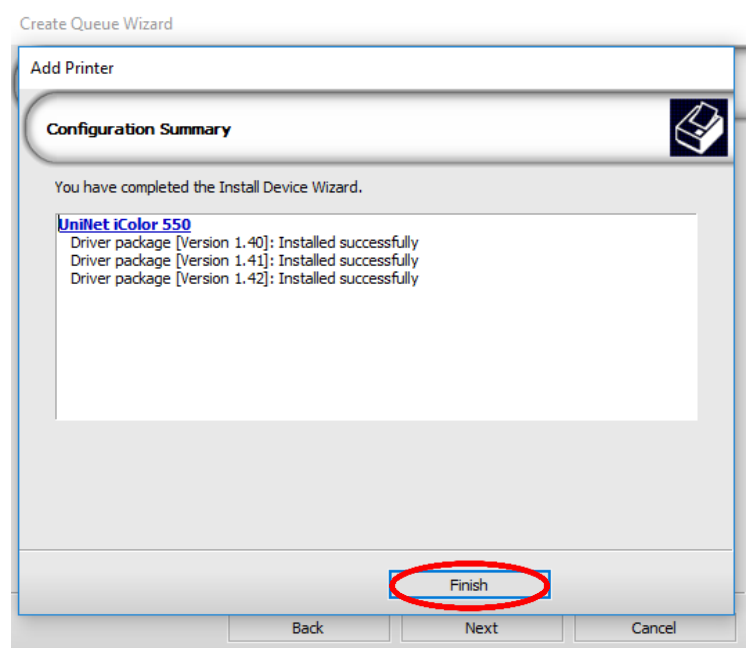 Create Queue Wizard
Add Printer
Configuration Summary
You have completed the Install Device Wizard.
UniNet iColor 550
Driver package [Version 1.40]: Installed successfully
Driver package [Version 1.41]: Installed successfully
Driver package [Version 1.42]: Installed successfully
Finish
Back
Next
Cancel